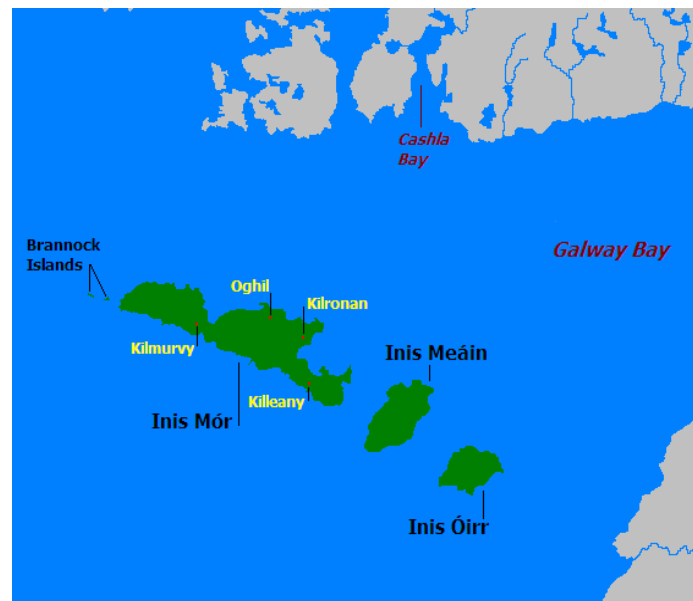 Cashla
Bay
Galway Bay
Brannock
Islands
Oghil
Kilronan
Kilmurvy
Inis Meáin
Killeany
Inis Mór
Inis Óirr